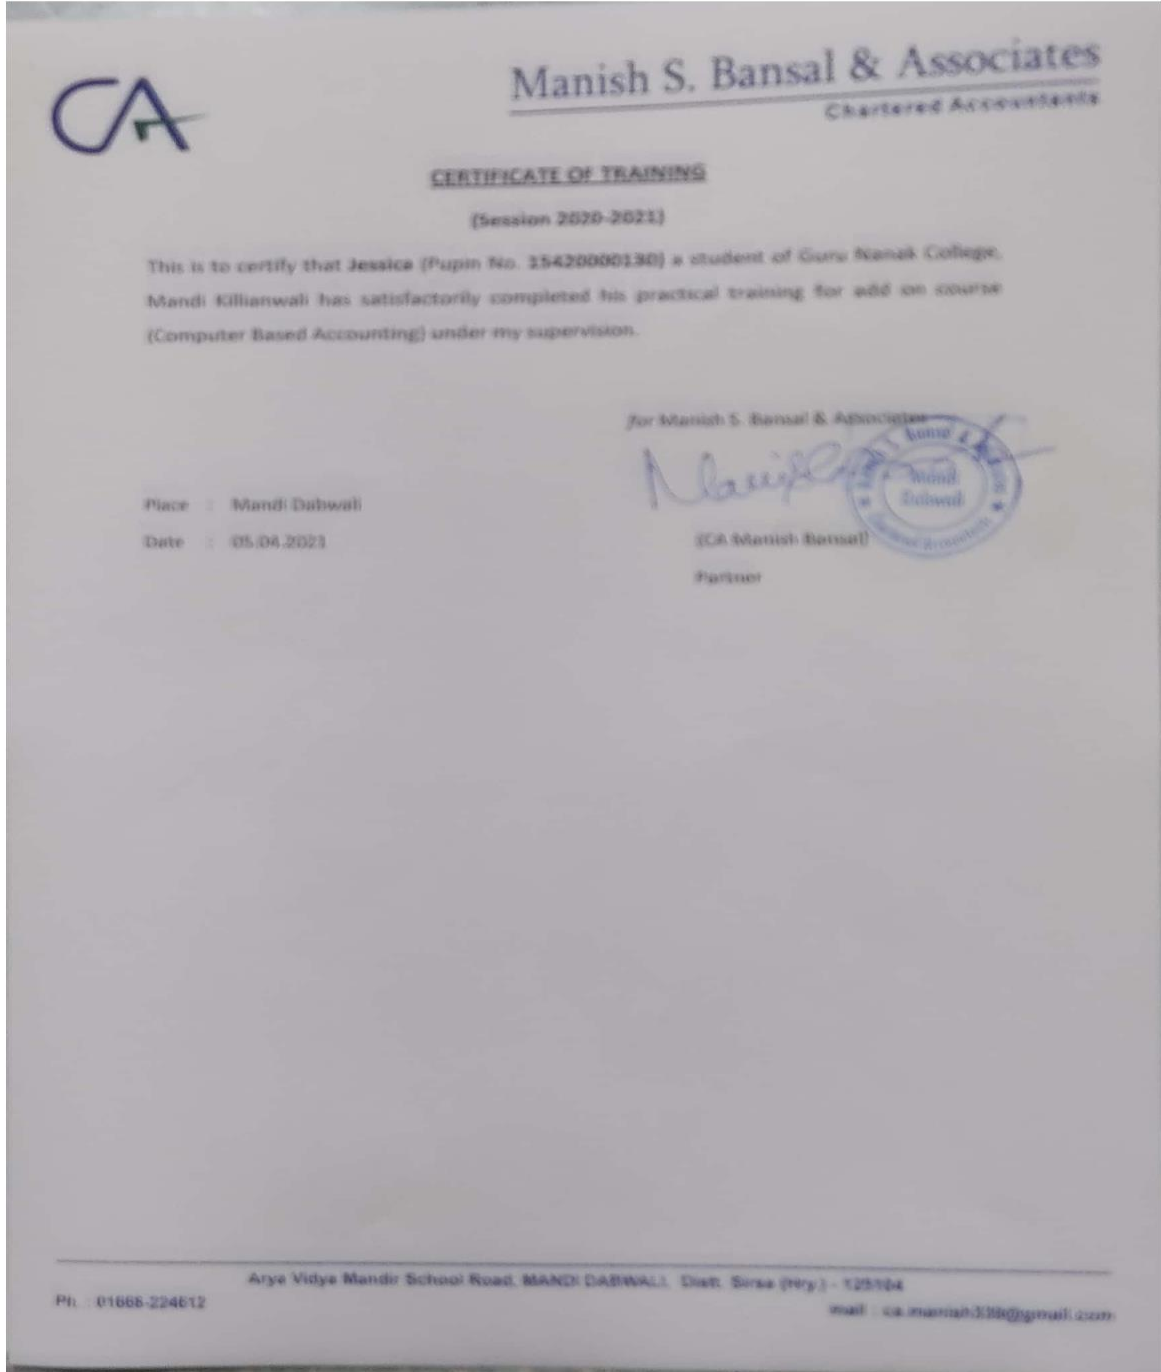 CA
Manish S. Bansal & Associates
Chartered Accountants
CERTIFICATE OF TRAINING
(Session 2020-2021)
This is to certify that Jessica (Pupin No. 15420000130) a student of Guru Nanak College,
Mandi Killianwali has satisfactorily completed his practical training for add on course
(Computer Based Accounting) under my supervision.
for Manish S. Bansal & Associates
Mandi
Dabwali
Place : Mandi Dabwali
Date :
(CA Manish Bansal)
Partner
Arya Vidya Mandir School Road, MANDI DABWALI, Distt. Sirsa (Hry.) - 125104
Ph. : 01668-224612
mail :